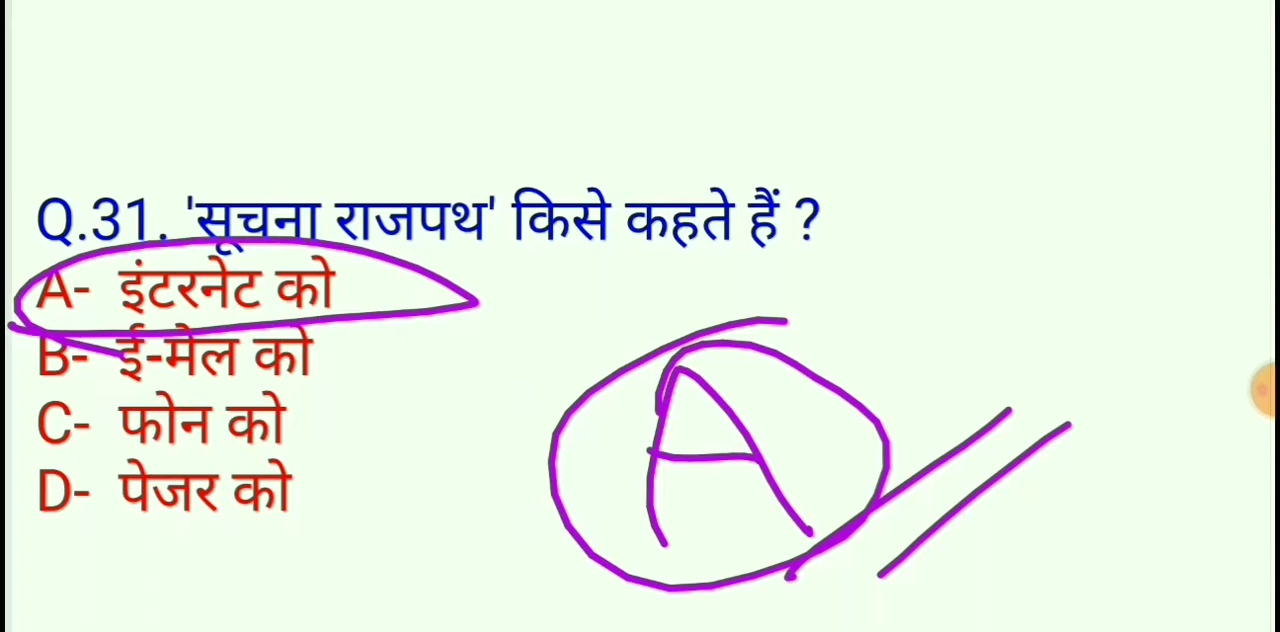 Q.31. 'सूचना राजपथ' किसे कहते हैं ?
A- इंटरनेट को
B- ई-मेल को
C- फोन को
D- पेजर को
A